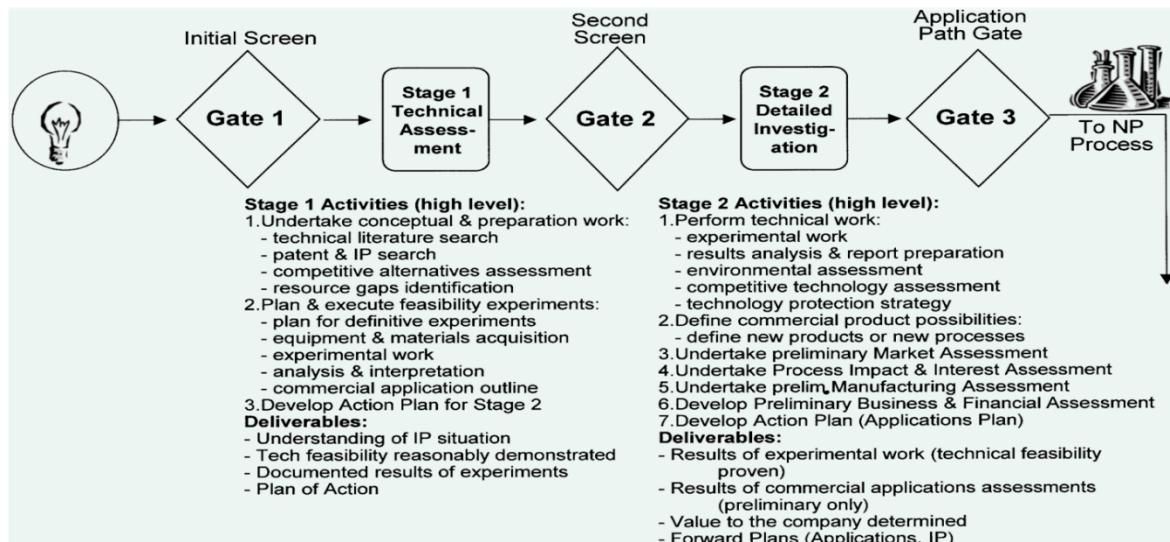 Initial Screen
Second
Screen
Application
Path Gate
Gate 1
Stage 1
Technical
Assess-
ment
Gate 2
Stage 2
Detailed
Investig-
ation
Gate 3
To NP
Process
Stage 1 Activities (high level):
1.Undertake conceptual & preparation work:
- technical literature search
- patent & IP search
- competitive alternatives assessment
- resource gaps identification
2.Plan & execute feasibility experiments:
- plan for definitive experiments
- equipment & materials acquisition
- experimental work
- analysis & interpretation
- commercial application outline
3.Develop Action Plan for Stage 2
Deliverables:
- Understanding of IP situation
- Tech feasibility reasonably demonstrated
- Documented results of experiments
- Plan of Action
Stage 2 Activities (high level):
1.Perform technical work:
- experimental work
- results analysis & report preparation
- environmental assessment
- competitive technology assessment
- technology protection strategy
2.Define commercial product possibilities:
- define new products or new processes
3.Undertake preliminary Market Assessment
4.Undertake Process Impact & Interest Assessment
5.Undertake prelim. Manufacturing Assessment
6.Develop Preliminary Business & Financial Assessment
7.Develop Action Plan (Applications Plan)
Deliverables:
- Results of experimental work (technical feasibility
proven)
- Results of commercial applications assessments
(preliminary only)
- Value to the company determined
- Forward Plans (Applications, IP)